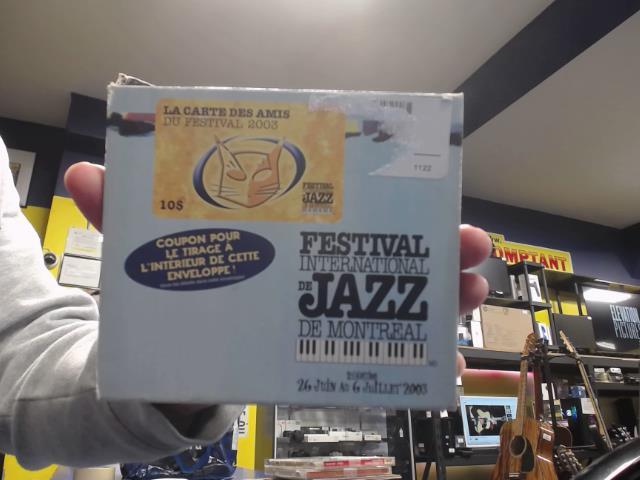 LA CARTE DES AMIS
DU FESTIVAL 2003
10$
FESTIVAL
JAZZ
1122
COUPON POUR
LE TIRAGE À
L'INTÉRIEUR DE CETTE
ENVELOPPE !
FESTIVAL
INTERNATIONAL
DE JAZZ
DE MONTRÉAL
26 JUIN AU 6 JUILLET 2003
COMPTANT